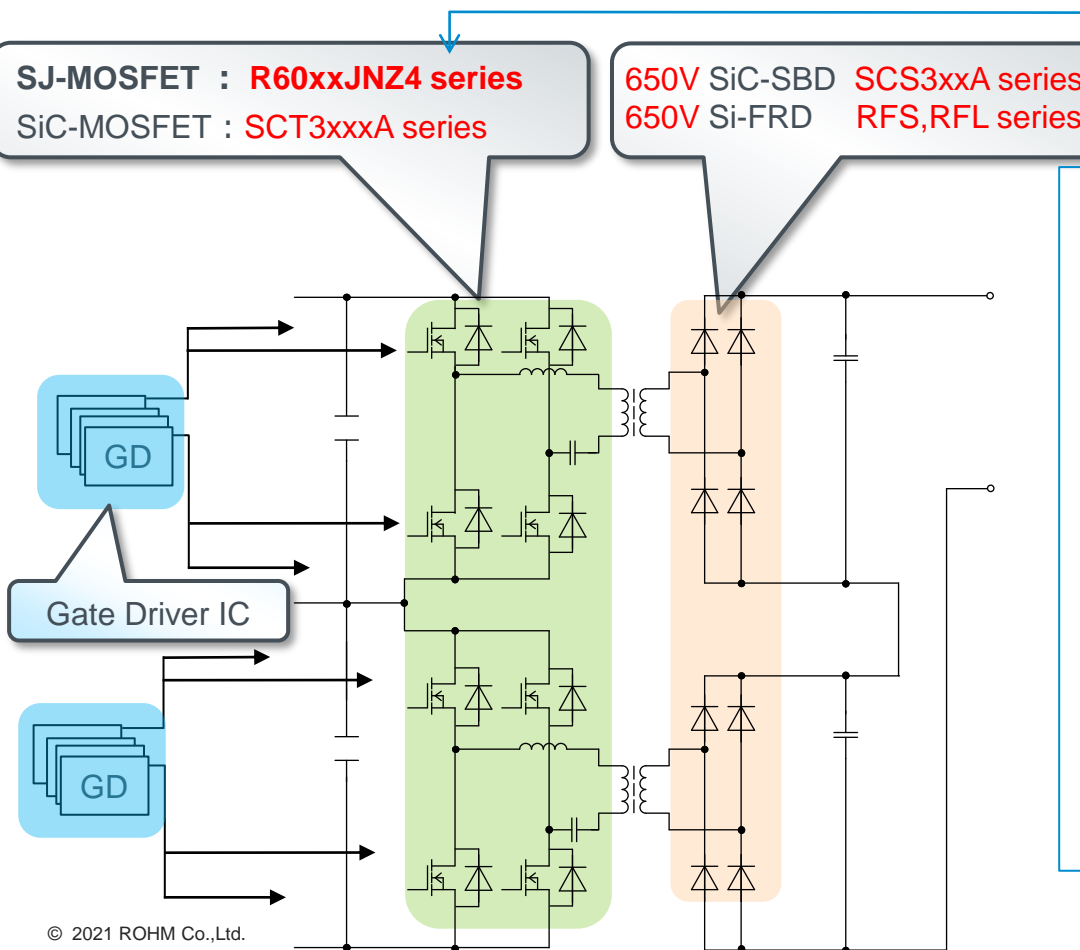 SJ-MOSFET : R60xxJNZ4 series
SiC-MOSFET : SCT3xxxA series
650V SiC-SBD SCS3xxA series
650V Si-FRD RFS,RFL series
GD
Gate Driver IC
GD
© 2021 ROHM Co.,Ltd.